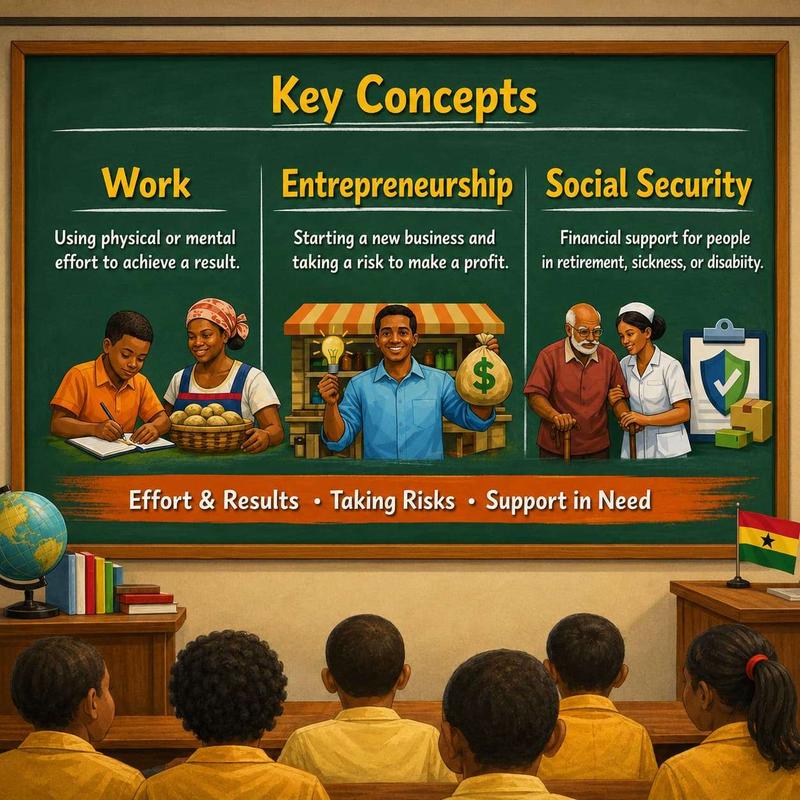 Key Concepts
Work
Using physical or mental
effort to achieve a result.
Entrepreneurship
Starting a new business and
taking a risk to make a profit.
Social Security
Financial support for people
in retirement, sickness, or disabiity.
$
Effort & Results • Taking Risks • Support in Need